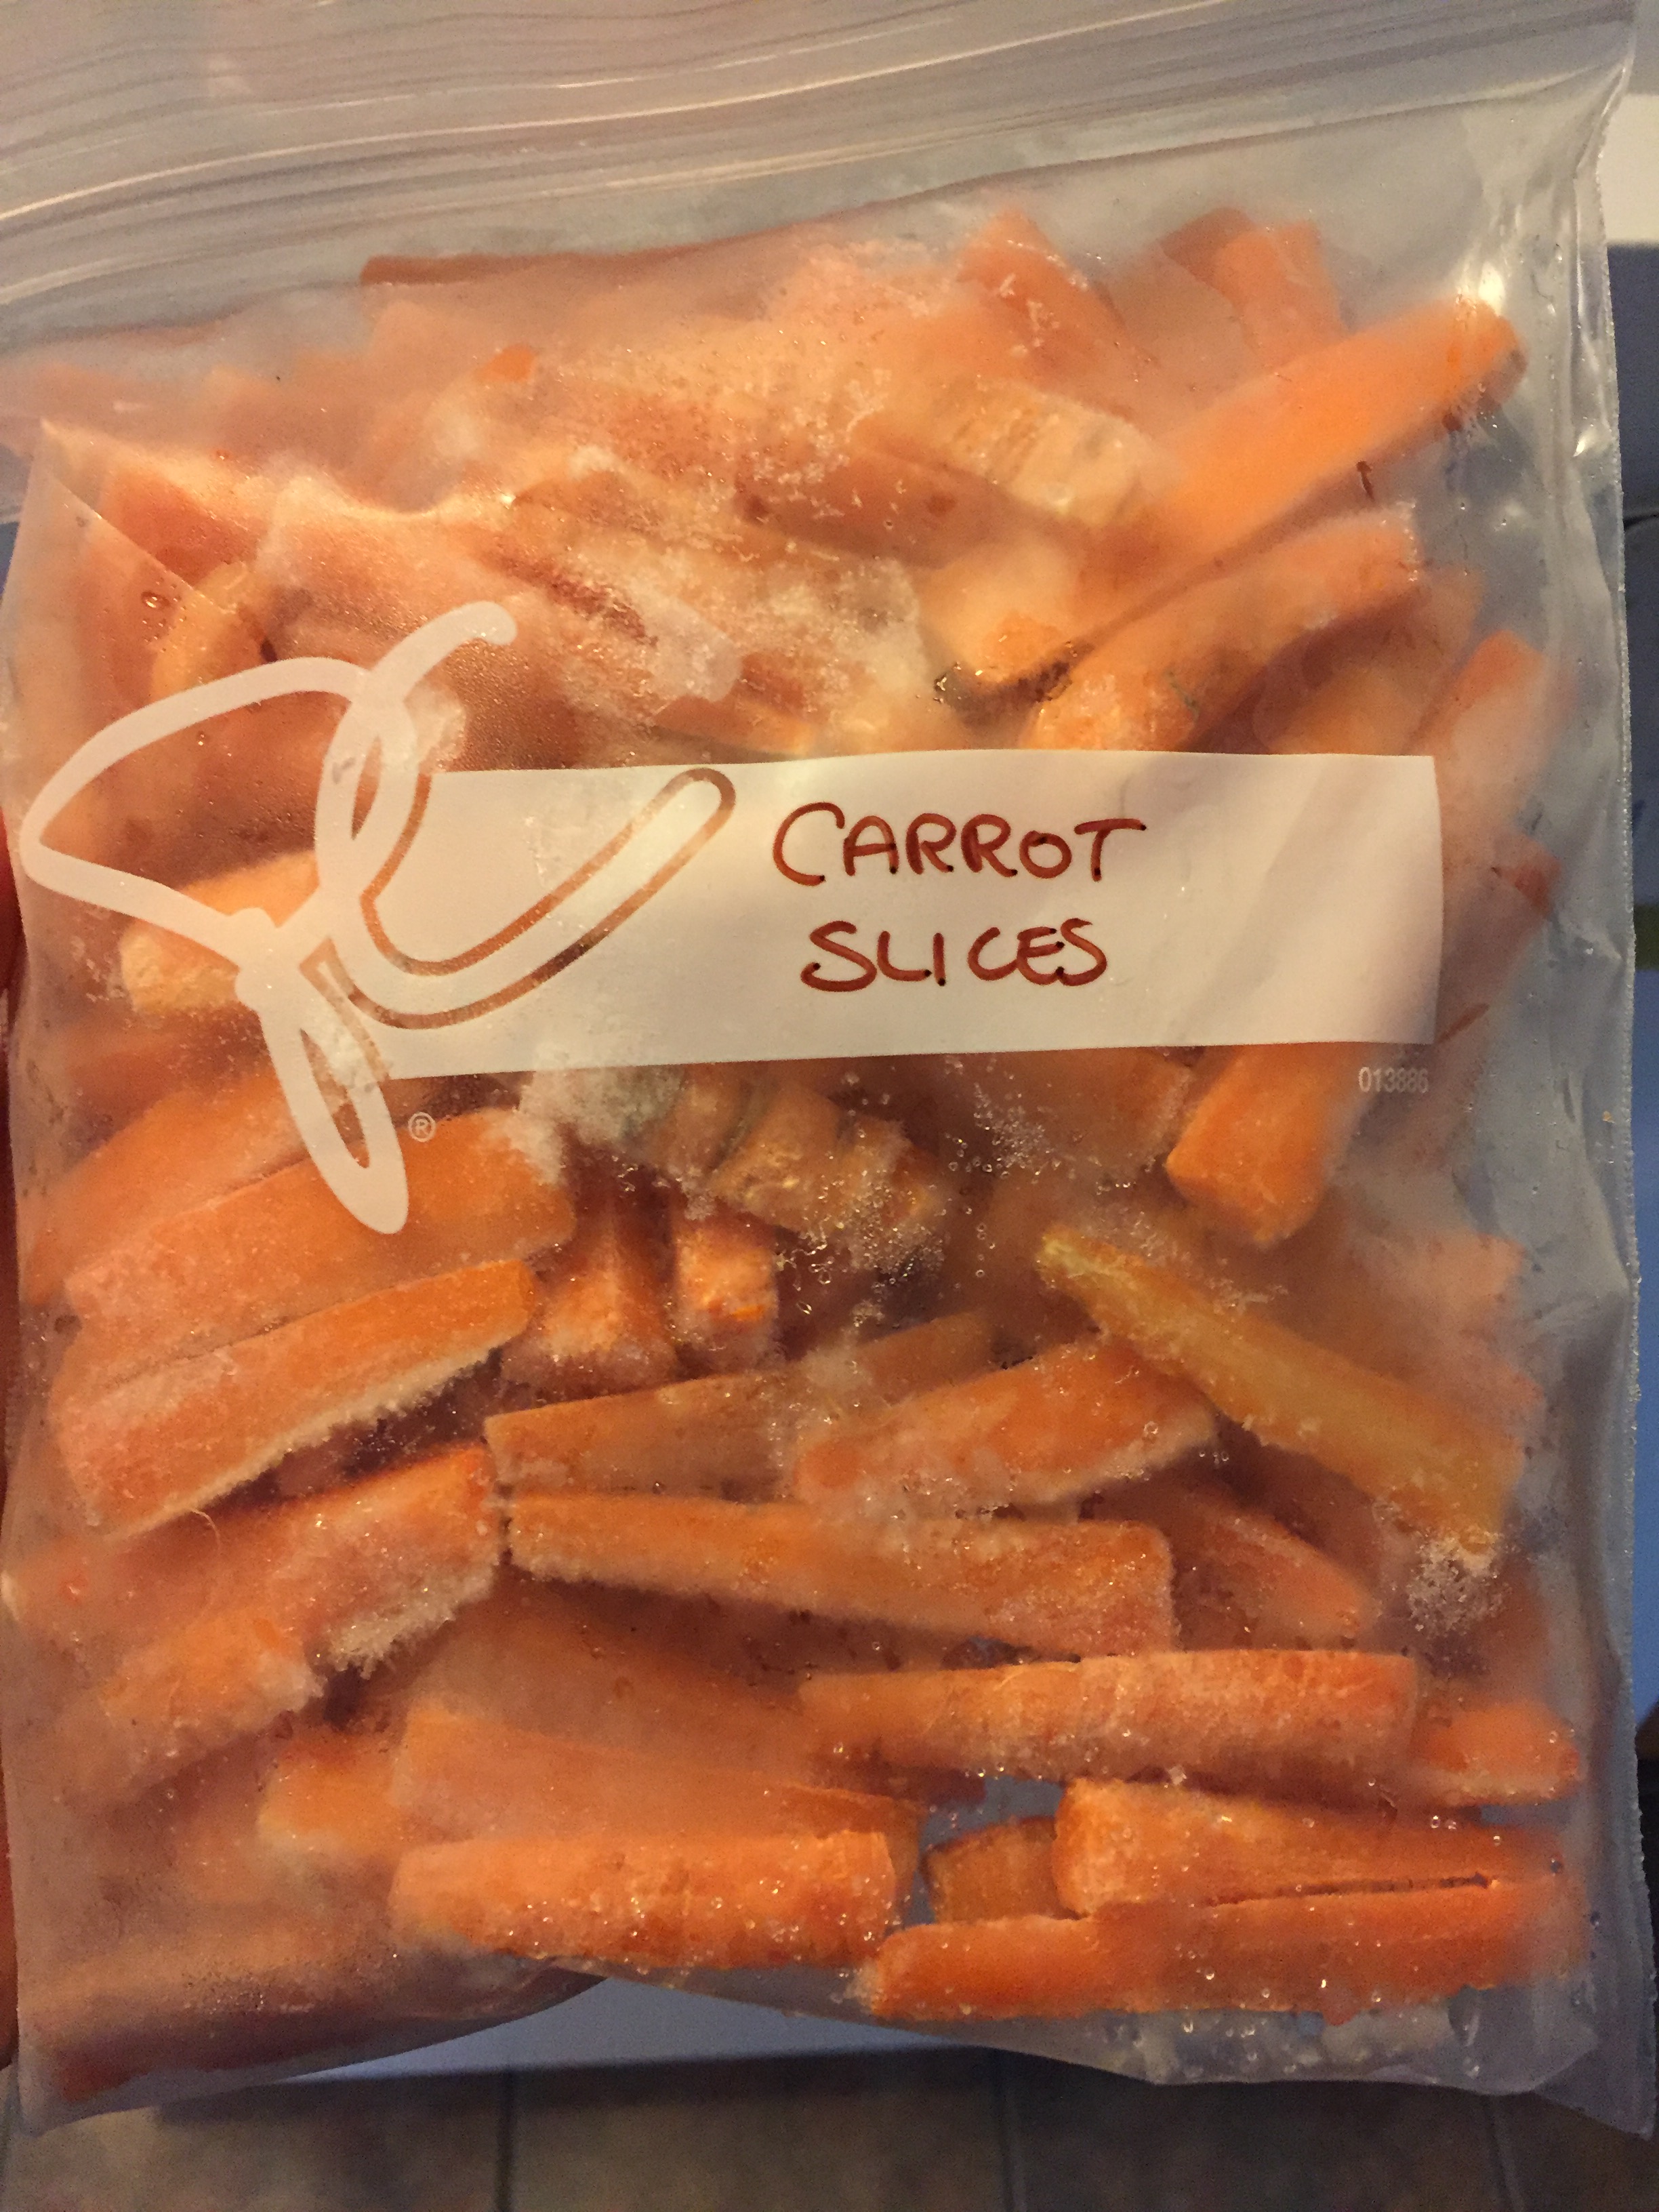 CARROT
SLICES
013886
®